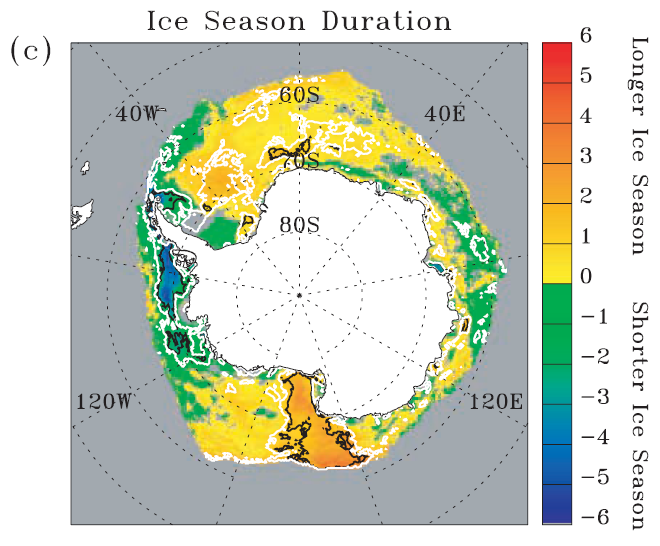 Ice Season Duration
(c)
60S
40W
40E
70S
80S
120W
120E
6
5
4
3
2
1
0
−1
−2
−3
−4
−5
−6
Longer Ice Season
Shorter Ice Season